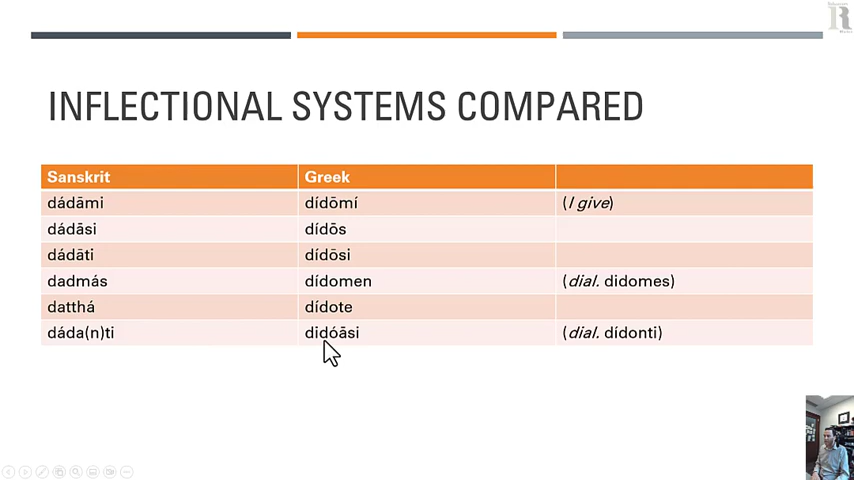 INFLECTIONAL SYSTEMS COMPARED
Sanskrit Greek
dádāmi dídōmí (I give)
dádāsi dídōs
dádāti dídōsi
dadmás dídomen (dial. didomes)
datthá dídote
dáda(n)ti didóāsi (dial. dídonti)